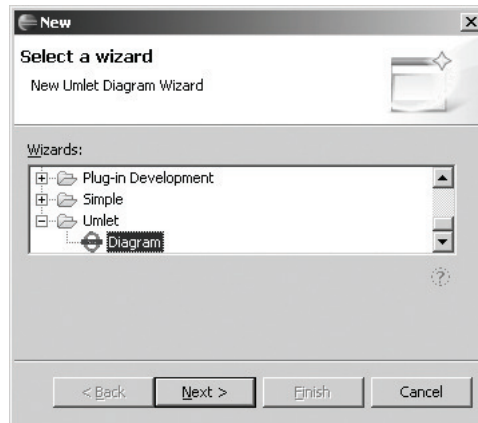 New
Select a wizard
New Umlet Diagram Wizard
Wizards:
Plug-in Development
Simple
Umlet
Diagram
< Back
Next >
Finish
Cancel